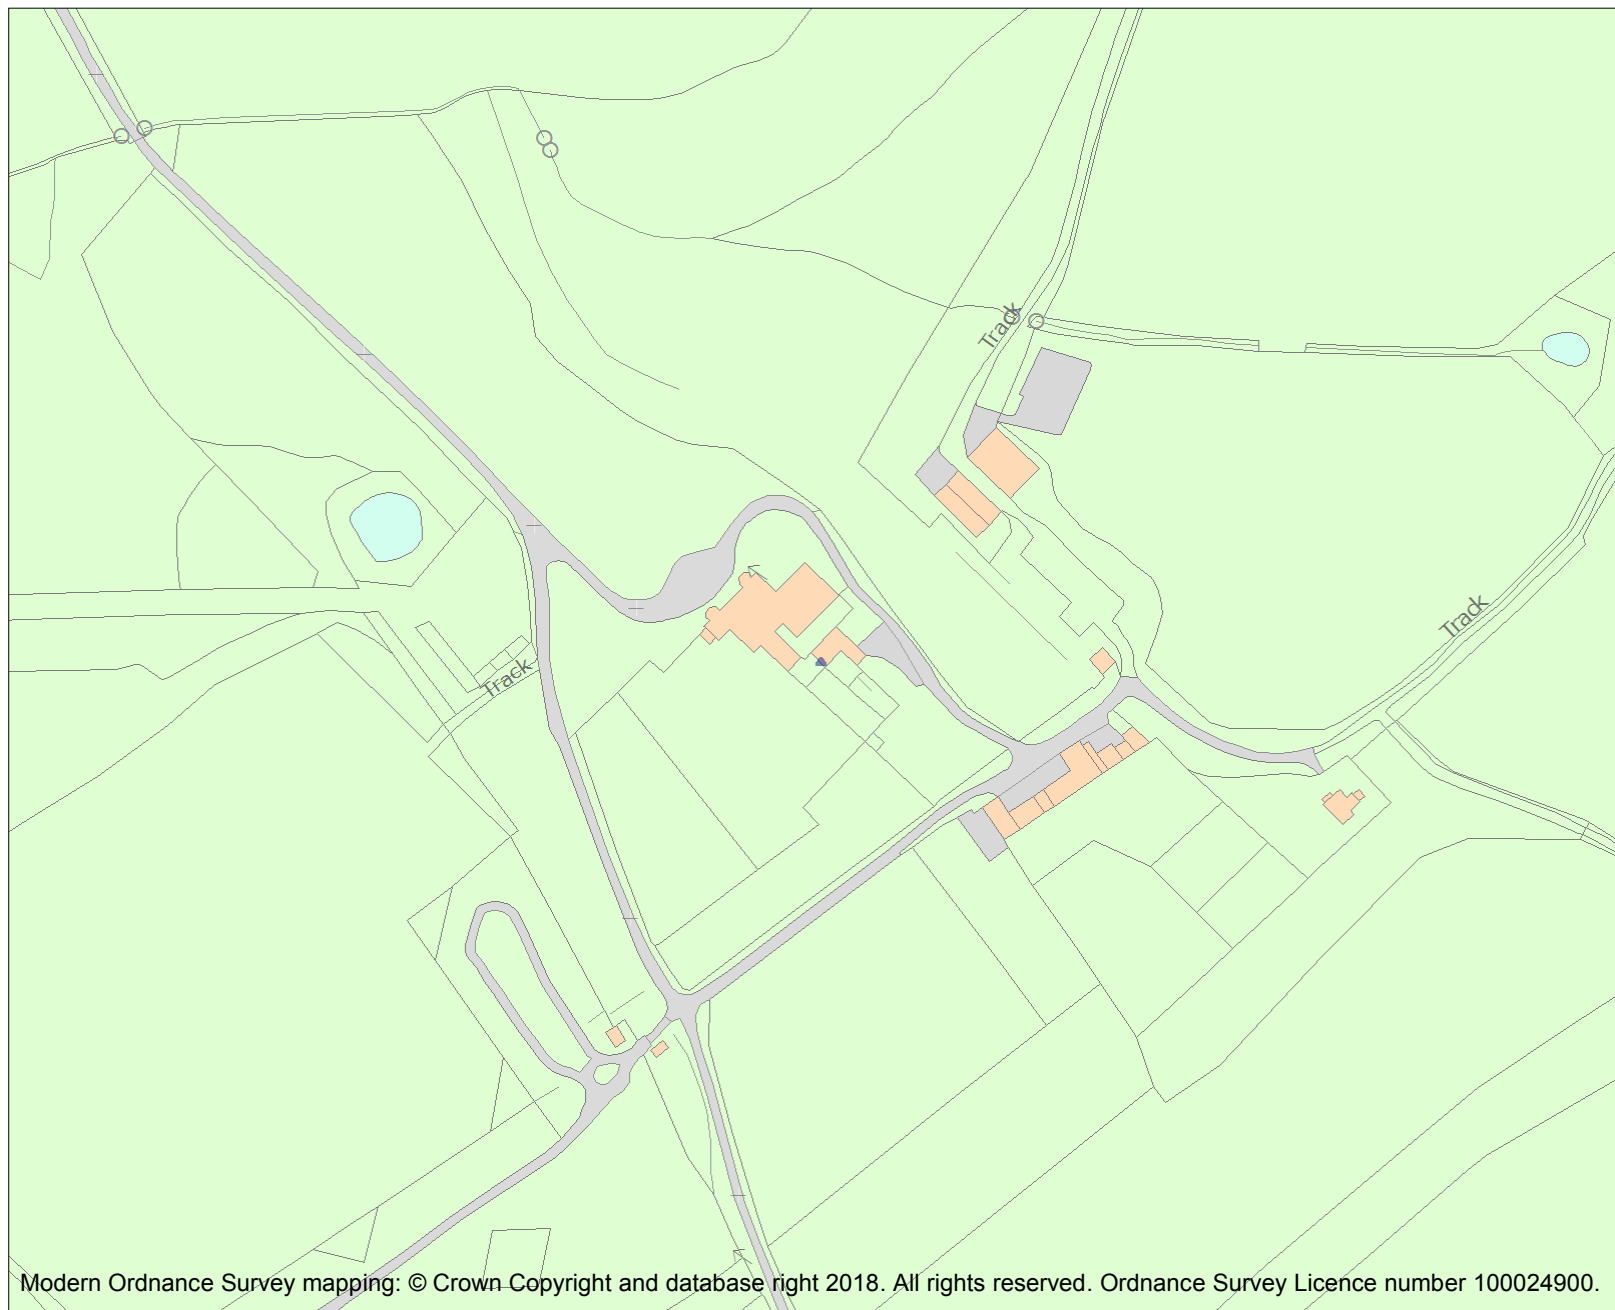 Track
Track
Track
Modern Ordnance Survey mapping: © Crown Copyright and database right 2018. All rights reserved. Ordnance Survey Licence number 100024900.